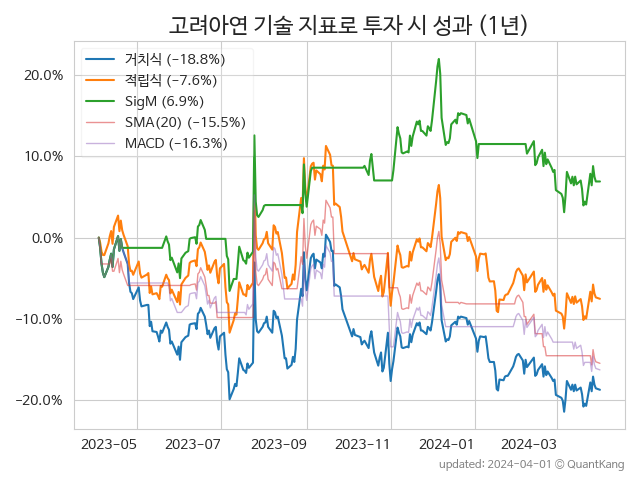 고려아연 기술 지표로 투자 시 성과 (1년)
거치식 (−18.8%)
적립식 (−7.6%)
SigM (6.9%)
SMA(20) (−15.5%)
MACD (−16.3%)
20.0%
10.0%
0.0%
−10.0%
−20.0%
2023-05 2023-07 2023-09 2023-11 2024-01 2024-03
updated: 2024-04-01 © QuantKang